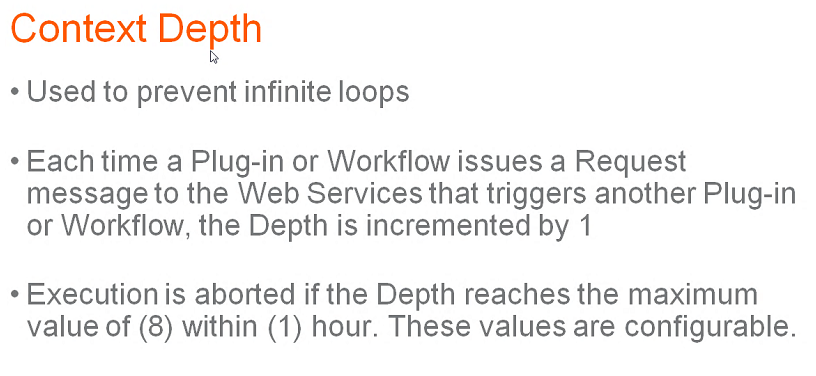 Context Depth
• Used to prevent infinite loops
• Each time a Plug-in or Workflow issues a Request
message to the Web Services that triggers another Plug-in
or Workflow, the Depth is incremented by 1
• Execution is aborted if the Depth reaches the maximum
value of (8) within (1) hour. These values are configurable.